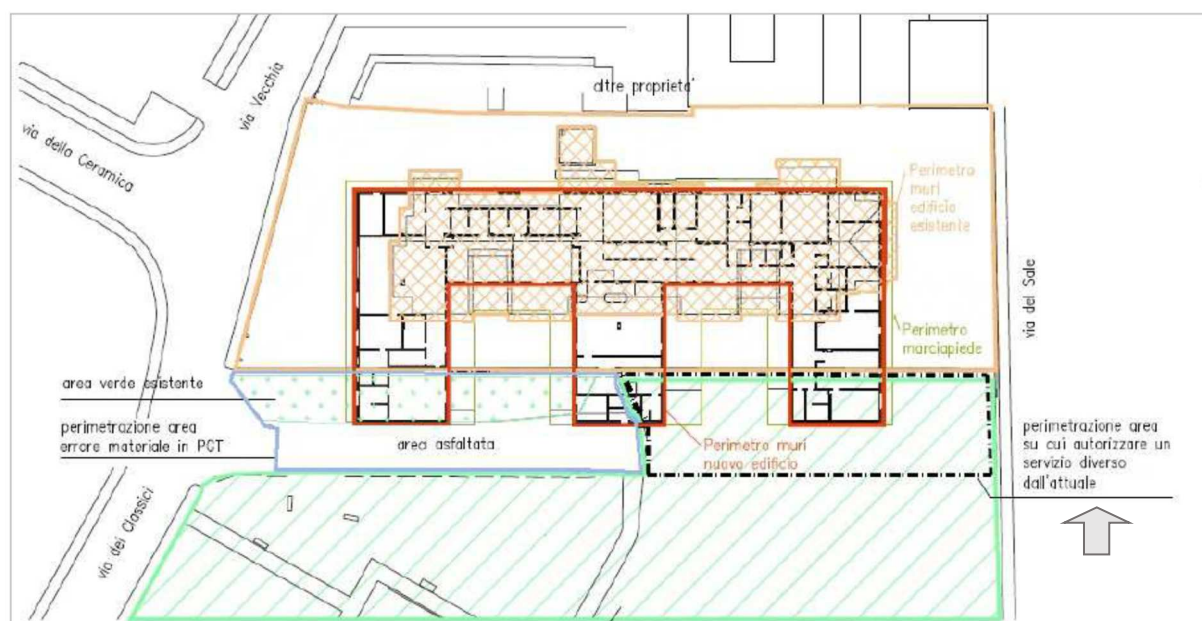 altre proprietà
via Vecchia
via della Ceramica
Perimetro
muri
edificio
esistente
via del Sale
Perimetro
marciapiede
area verde esistente
perimetrazione area
errore materiale in PGT
area asfaltata
Perimetro muri
nuovo edificio
perimetrazione area
su cui autorizzare un
servizio diverso
dall'attuale
via dei Classici